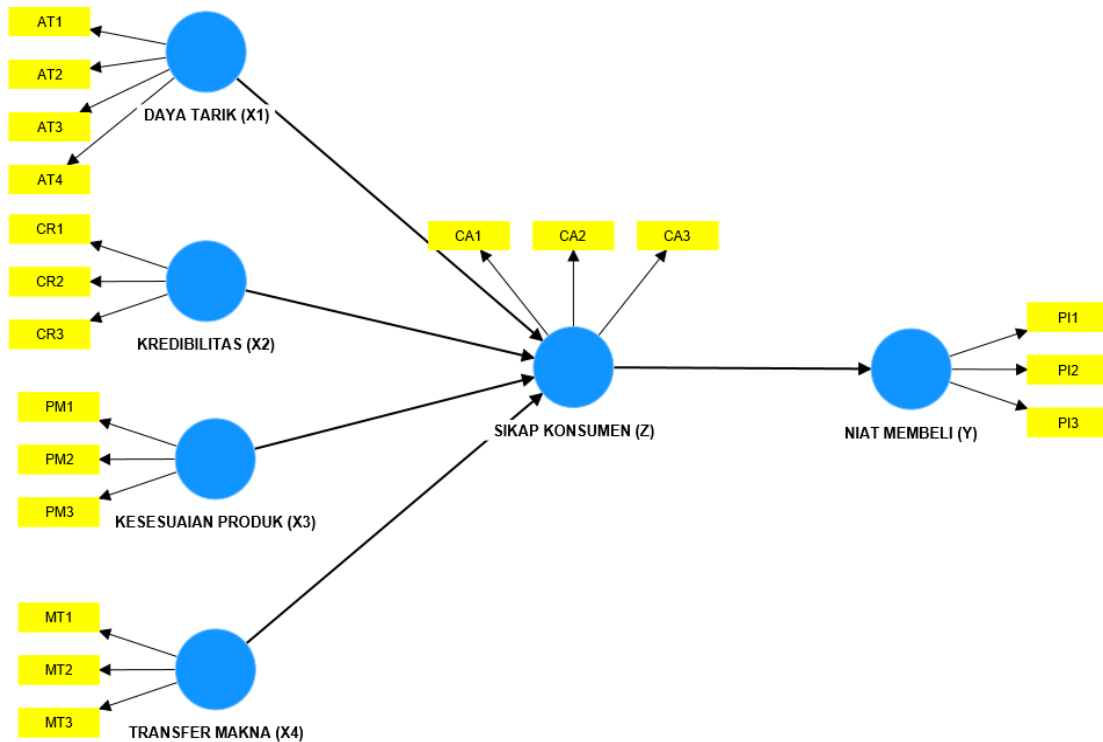 AT1
AT2
AT3
AT4
DAYA TARIK (X1)
CR1
CR2
CR3
KREDIBILITAS (X2)
PM1
PM2
PM3
KESESUAIAN PRODUK (X3)
MT1
MT2
MT3
TRANSFER MAKNA (X4)
CA1
CA2
CA3
SIKAP KONSUMEN (Z)
PI1
PI2
PI3
NIAT MEMBELI (Y)